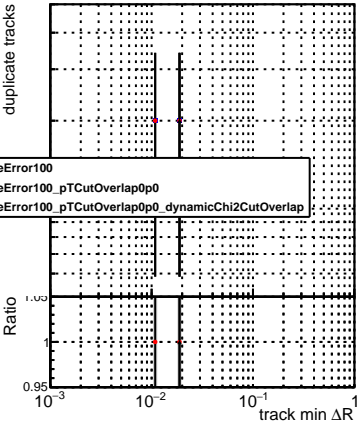 duplicate tracks
eError100
eError100_pTCutOverlap0p0
eError100_pTCutOverlap0p0_dynamicChi2CutOverlap
Ratio
1.05
1
0.95
10⁻³ 10⁻² 10⁻¹ 1
track min ΔR